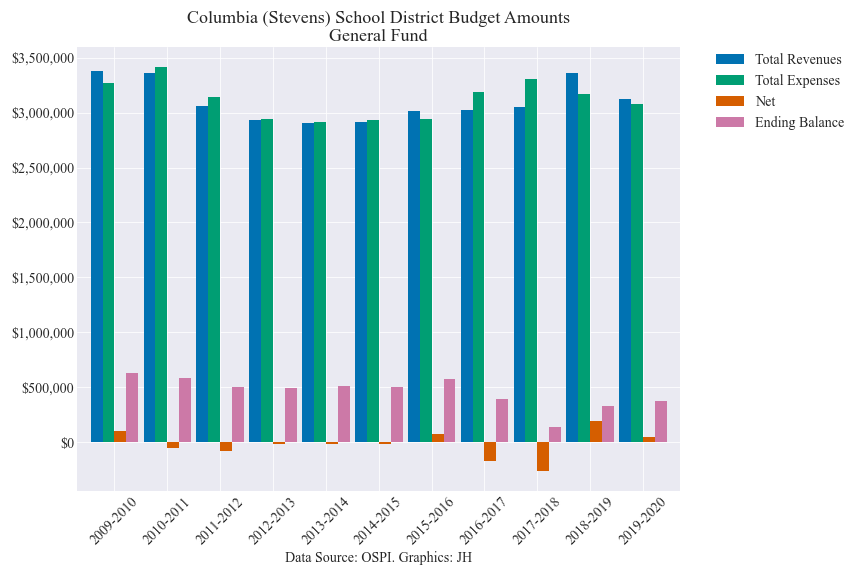 Columbia (Stevens) School District Budget Amounts
General Fund
$3,500,000
$3,000,000
$2,500,000
$2,000,000
$1,500,000
$1,000,000
$500,000
$0
Total Revenues
Total Expenses
Net
Ending Balance
2009-2010
2010-2011
2011-2012
2012-2013
2013-2014
2014-2015
2015-2016
2016-2017
2017-2018
2018-2019
2019-2020
Data Source: OSPI. Graphics: JH